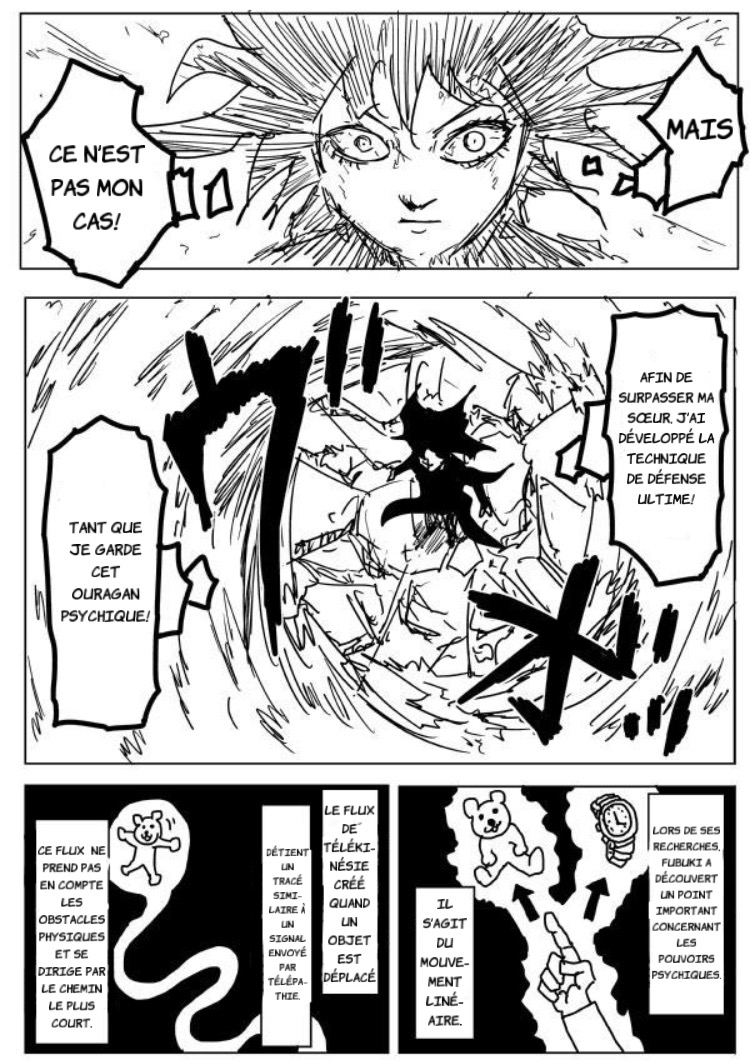 MAIS
CE N'EST
PAS MON
CAS!
AFIN DE
SURPASSER MA
SŒUR, J'AI
DÉVELOPPÉ LA
TECHNIQUE
DE DÉFENSE
ULTIME!
TANT QUE
JE GARDE
CET
OURAGAN
PSYCHIQUE!
LORS DE SES
RECHERCHES,
FUBUKI A
DÉCOUVERT
UN POINT
IMPORTANT
CONCERNANT
LES
POUVOIRS
PSYCHIQUES.
IL
S'AGIT
DU
MOUVE-
MENT
LINÉ-
AIRE.
LE FLUX
DE
TÉLÉKI-
NÉSIE
CRÉÉ
QUAND
UN
OBJET
EST
DÉPLACÉ
DÉTIENT
UN
TRACÉ
SIMI-
LAIRE À
UN
SIGNAL
ENVOYÉ
PAR
TÉLÉPA-
THIE.
CE FLUX NE
PREND PAS
EN COMPTE
LES
OBSTACLES
PHYSIQUES
ET SE
DIRIGE PAR
LE CHEMIN
LE PLUS
COURT.